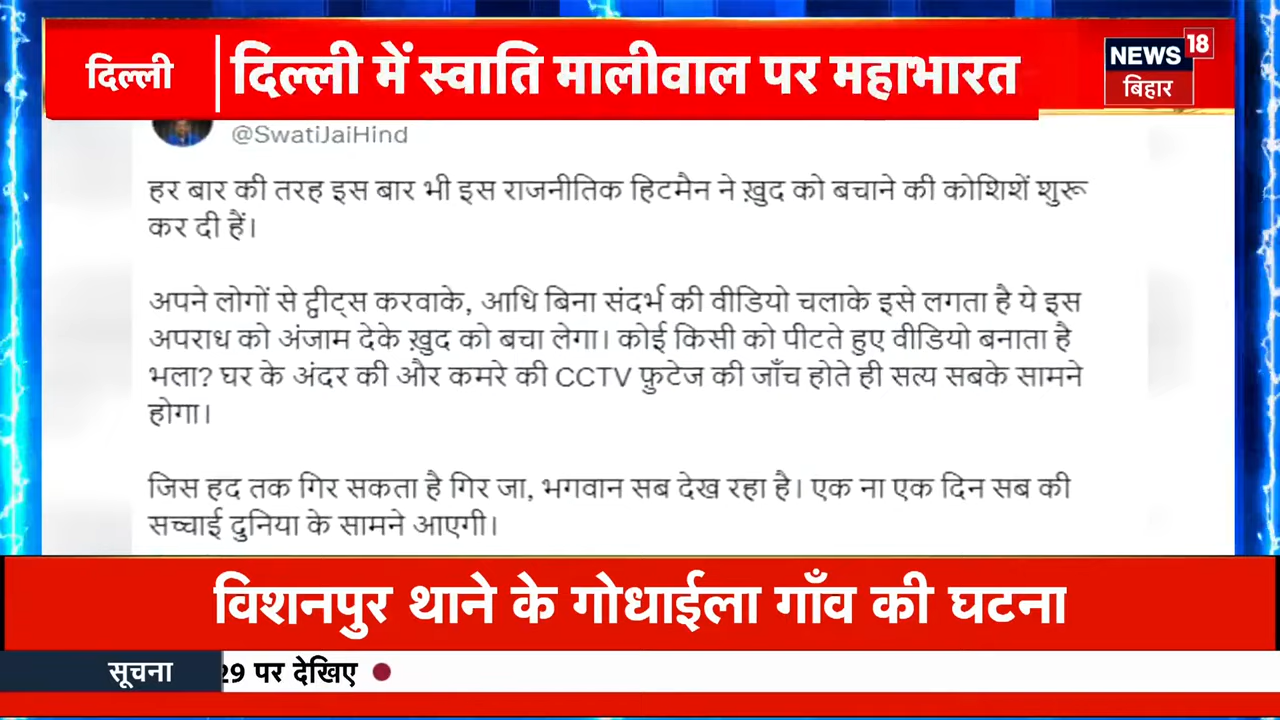 दिल्ली
दिल्ली में स्वाति मालीवाल पर महाभारत
NEWS 18
बिहार
@SwatiJaiHind
हर बार की तरह इस बार भी इस राजनीतिक हिटमैन ने ख़ुद को बचाने की कोशिशें शुरू
कर दी हैं।
अपने लोगों से ट्वीट्स करवाके, आधि बिना संदर्भ की वीडियो चलाके इसे लगता है ये इस
अपराध को अंजाम देके ख़ुद को बचा लेगा। कोई किसी को पीटते हुए वीडियो बनाता है
भला? घर के अंदर की और कमरे की CCTV फ़ुटेज की जाँच होते ही सत्य सबके सामने
होगा।
जिस हद तक गिर सकता है गिर जा, भगवान सब देख रहा है। एक ना एक दिन सब की
सच्चाई दुनिया के सामने आएगी।
विशनपुर थाने के गोधाईला गाँव की घटना
सूचना
29 पर देखिए